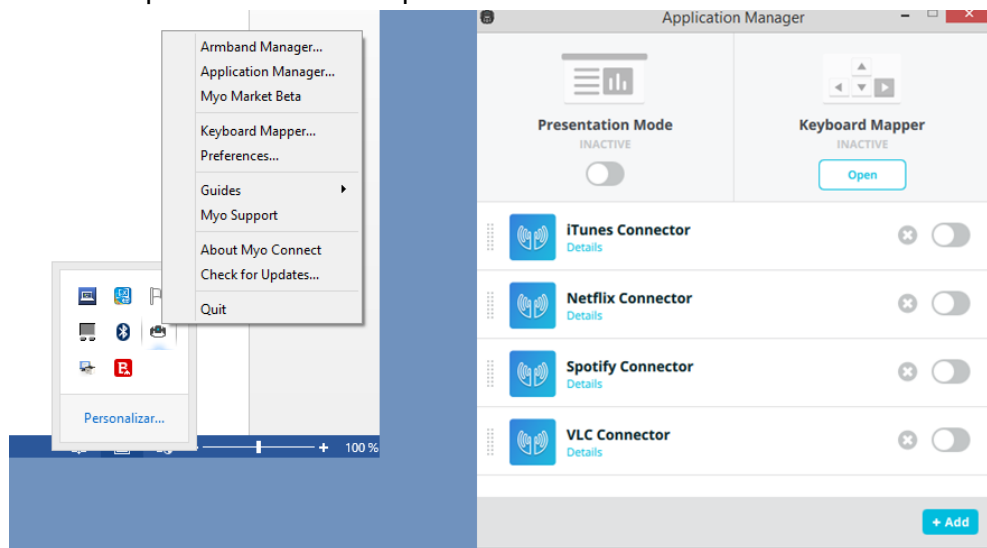 Armband Manager...
Application Manager...
Myo Market Beta
Keyboard Mapper...
Preferences...
Guides
Myo Support
About Myo Connect
Check for Updates...
Quit
Personalizar...
100 %
Application Manager
Presentation Mode
INACTIVE
Keyboard Mapper
INACTIVE
Open
iTunes Connector
Details
Netflix Connector
Details
Spotify Connector
Details
VLC Connector
Details
+ Add